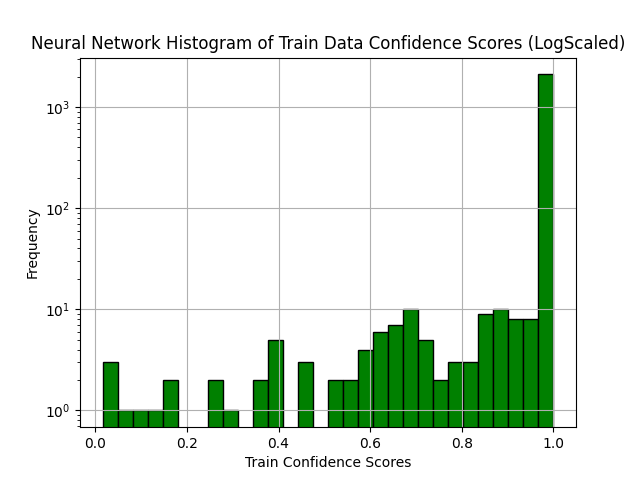 Neural Network Histogram of Train Data Confidence Scores (LogScaled)
10³
10²
10¹
10⁰
Frequency
0.0 0.2 0.4 0.6 0.8 1.0
Train Confidence Scores